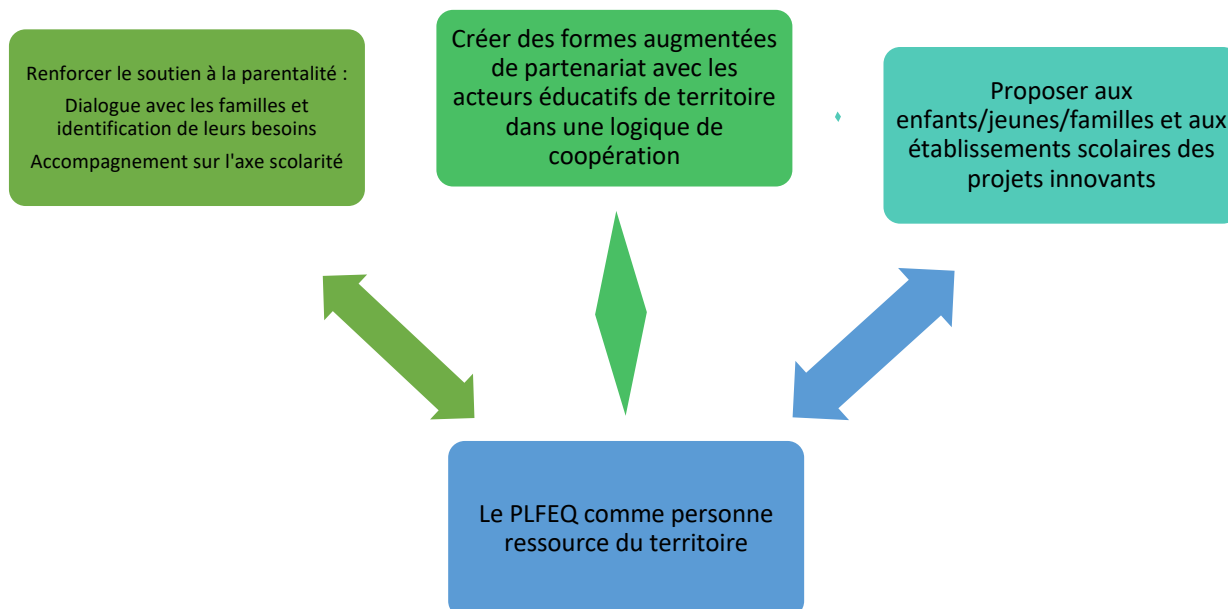 Renforcer le soutien à la parentalité :
Dialogue avec les familles et
identification de leurs besoins
Accompagnement sur l'axe scolarité
Créer des formes augmentées
de partenariat avec les
acteurs éducatifs de territoire
dans une logique de
coopération
Proposer aux
enfants/jeunes/familles et aux
établissements scolaires des
projets innovants
Le PLFEQ comme personne
ressource du territoire